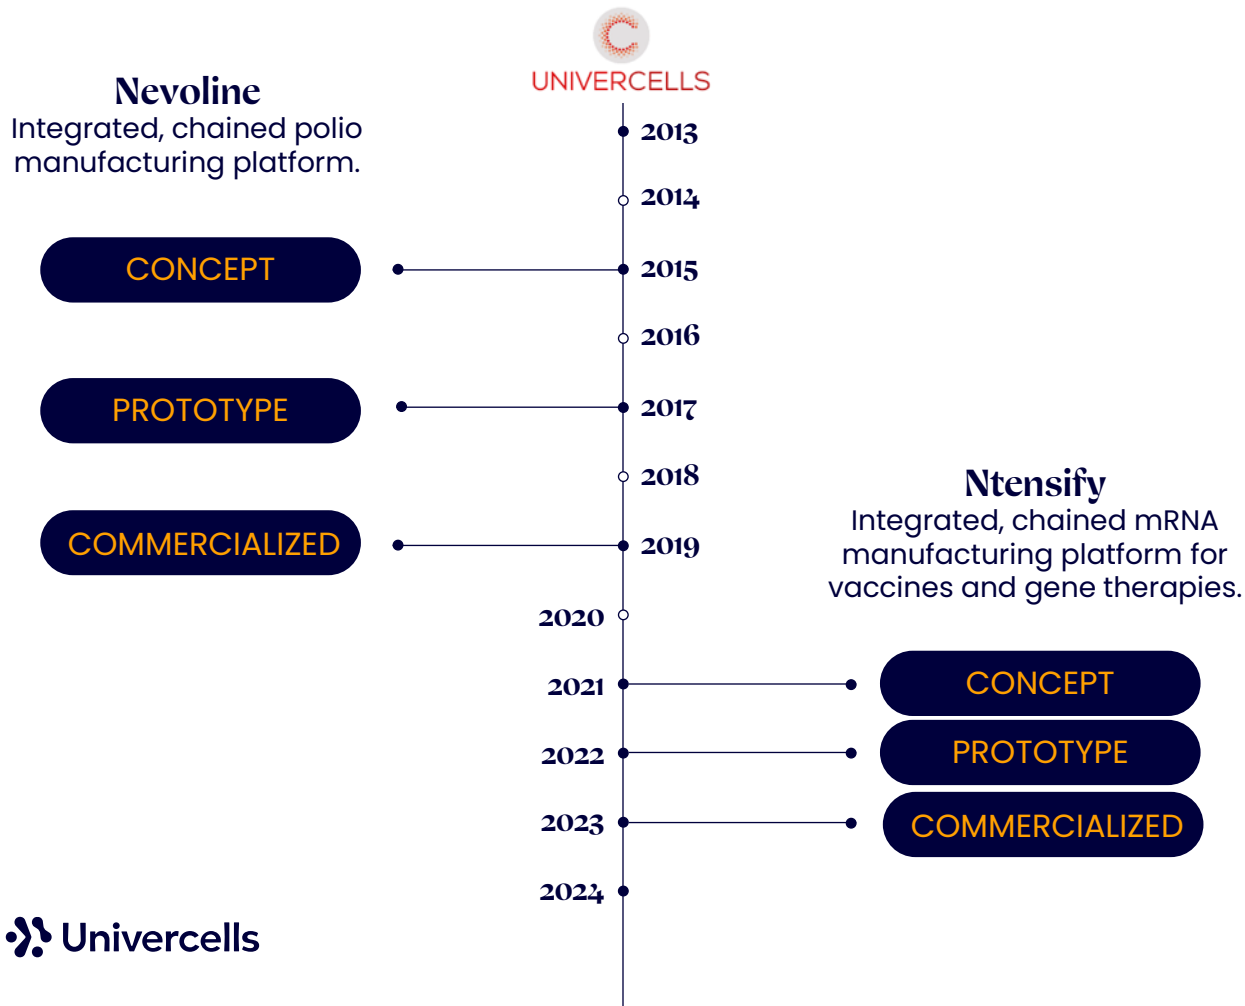 UNIVERCELLS
Nevoline
Integrated, chained polio
manufacturing platform.
2013
2014
CONCEPT
2015
2016
PROTOTYPE
2017
2018
COMMERCIALIZED
2019
Ntensify
Integrated, chained mRNA
manufacturing platform for
vaccines and gene therapies.
2020
2021
CONCEPT
2022
PROTOTYPE
2023
COMMERCIALIZED
2024
Univercells